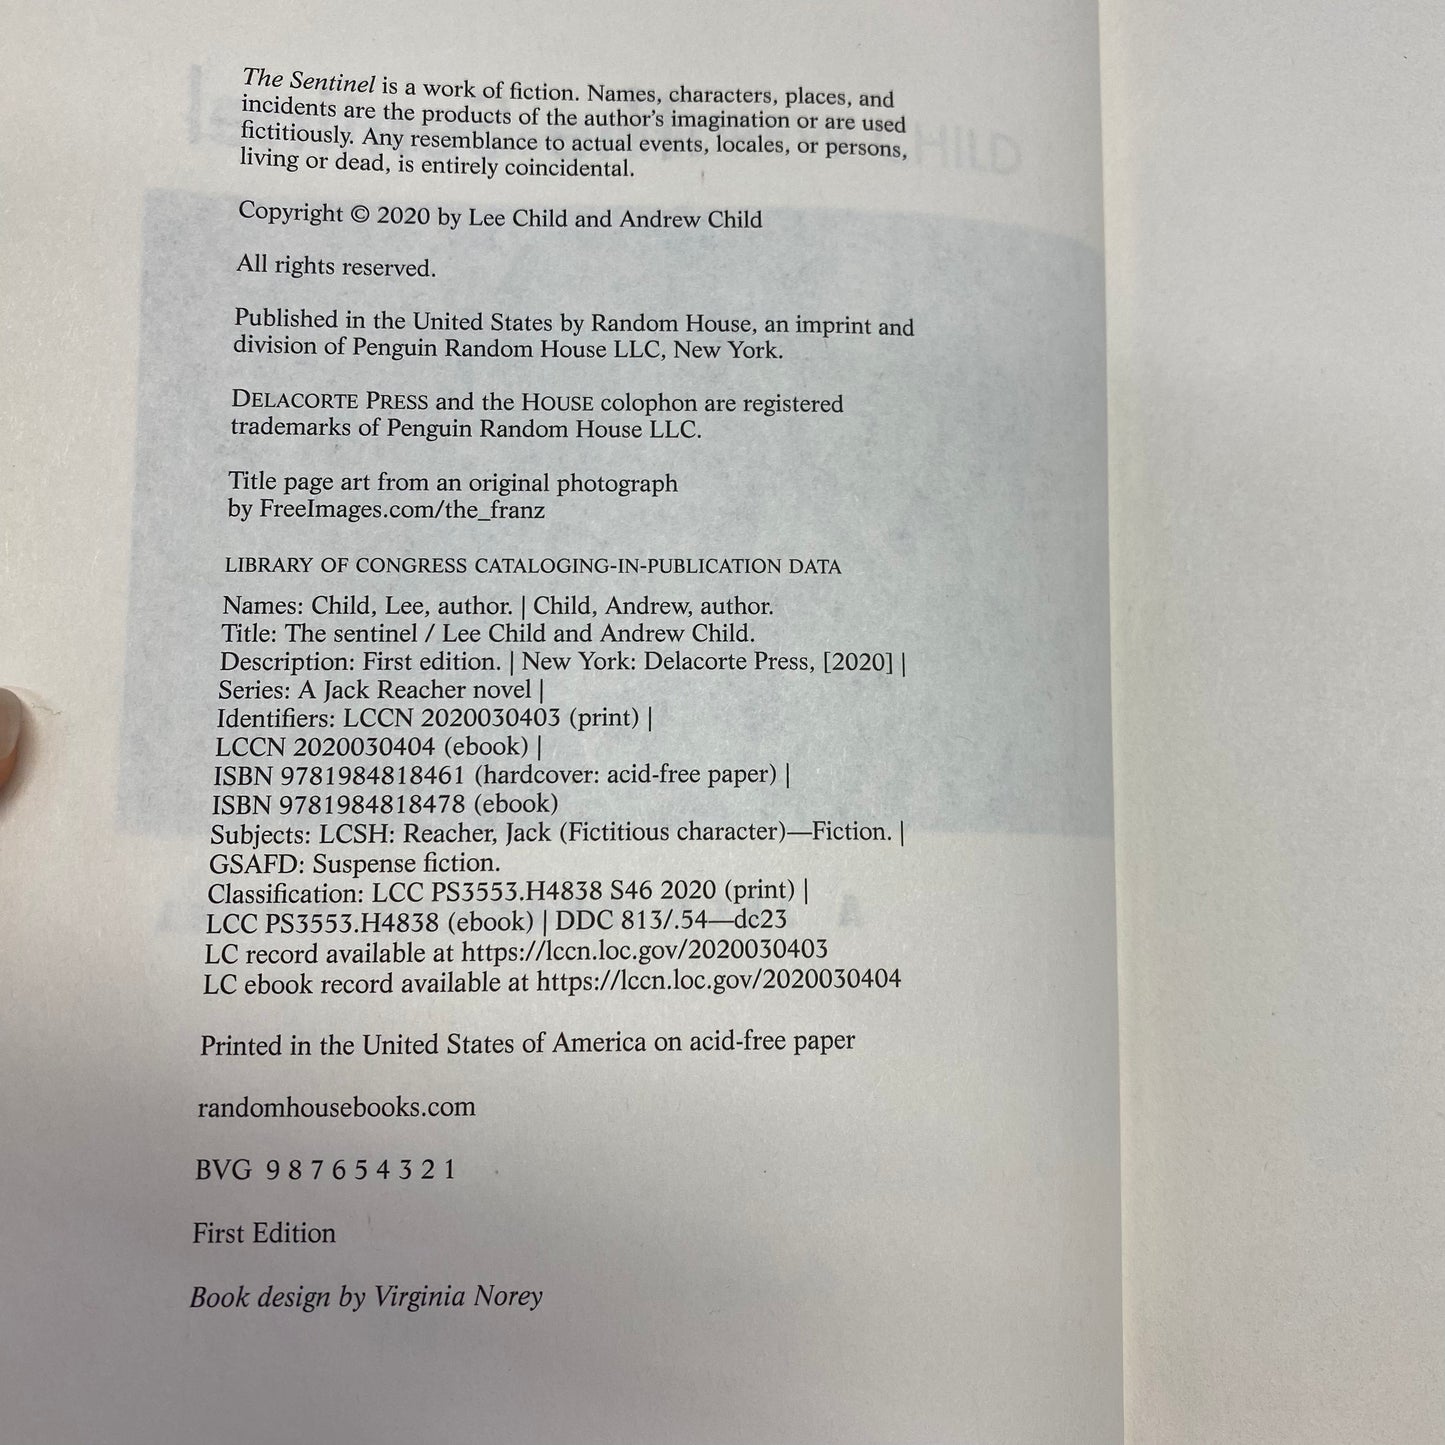 The Sentinel is a work of fiction. Names, characters, places, and
incidents are the products of the author's imagination or are used
fictitiously. Any resemblance to actual events, locales, or persons,
living or dead, is entirely coincidental.
Copyright © 2020 by Lee Child and Andrew Child
All rights reserved.
Published in the United States by Random House, an imprint and
division of Penguin Random House LLC, New York.
DELACORTE PRESS and the HOUSE colophon are registered
trademarks of Penguin Random House LLC.
Title page art from an original photograph
by FreeImages.com/the_franz
LIBRARY OF CONGRESS CATALOGING-IN-PUBLICATION DATA
Names: Child, Lee, author. | Child, Andrew, author.
Title: The sentinel / Lee Child and Andrew Child.
Description: First edition. | New York: Delacorte Press, [2020] |
Series: A Jack Reacher novel |
Identifiers: LCCN 2020030403 (print) |
LCCN 2020030404 (ebook) |
ISBN 9781984818461 (hardcover: acid-free paper) |
ISBN 9781984818478 (ebook)
Subjects: LCSH: Reacher, Jack (Fictitious character)—Fiction. |
GSAFD: Suspense fiction.
Classification: LCC PS3553.H4838 S46 2020 (print) |
LCC PS3553.H4838 (ebook) | DDC 813/.54—dc23
LC record available at https://lccn.loc.gov/2020030403
LC ebook record available at https://lccn.loc.gov/2020030404
Printed in the United States of America on acid-free paper
randomhousebooks.com
BVG 9 8 7 6 5 4 3 2 1
First Edition
Book design by Virginia Norey